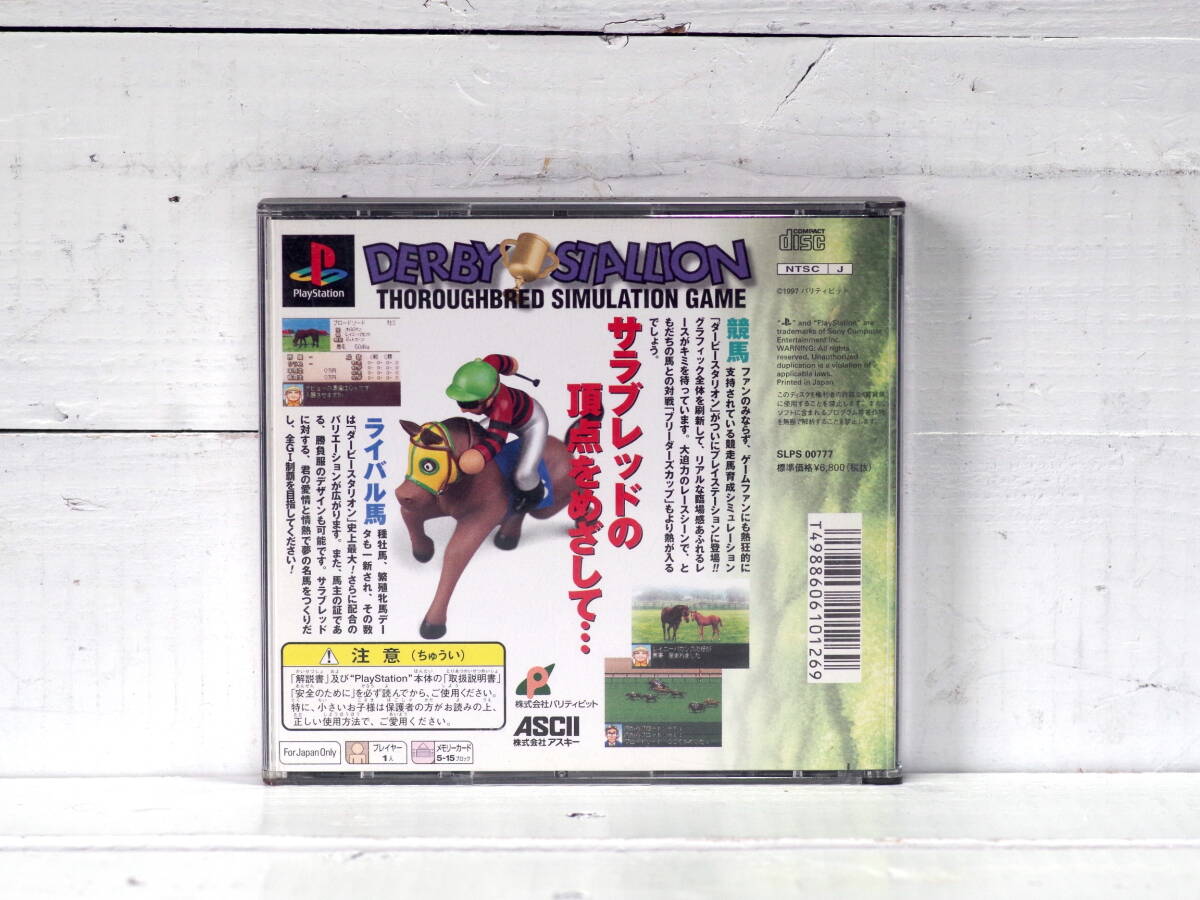 PlayStation
DERBY STALLION
THOROUGHBRED SIMULATION GAME
COMPACT
disc
NTSC J
©1997 パリティビット
"PS" and "PlayStation" are
trademarks of Sony Computer
Entertainment Inc.
WARNING: All rights
reserved. Unauthorized
duplication is a violation of
applicable laws.
Printed in Japan
SLPS 00777
標準価格¥6,800(税抜)
T4988606101269
競馬
ファンのみならず、ゲームファンにも熱狂的に
支持されている競走馬育成シミュレーション
「ダービースタリオン」がついにプレイステーションに登場!!
グラフィック全体を刷新して、リアルな臨場感あふれるレ
ースがキミを待っています。大迫力のレースシーンで、と
もだちの馬との対戦「ブリーダーズカップ」もより熱が入る
でしょう。
サラブレッドの
頂点をめざして…
ライバル馬
種牡馬、繁殖牝馬デー
タも一新され、その数
は「ダービースタリオン」史上最大!さらに配合の
バリエーションが広がります。また、馬主の証であ
る、勝負服のデザインも可能です。サラブレッド
に対する、君の愛情と情熱で夢の名馬をつくりだ
し、全GI制覇を目指してください!
注意(ちゅうい)
「解説書」及び"PlayStation"本体の「取扱説明書」
「安全のために」を必ず読んでから、ご使用ください。
特に、小さいお子様は保護者の方がお読みの上、
正しい使用方法で、ご愛用ください。
For Japan Only
プレイヤー
1人
メモリーカード
5-15ブロック
株式会社パリティビット
ASCII
株式会社アスキー